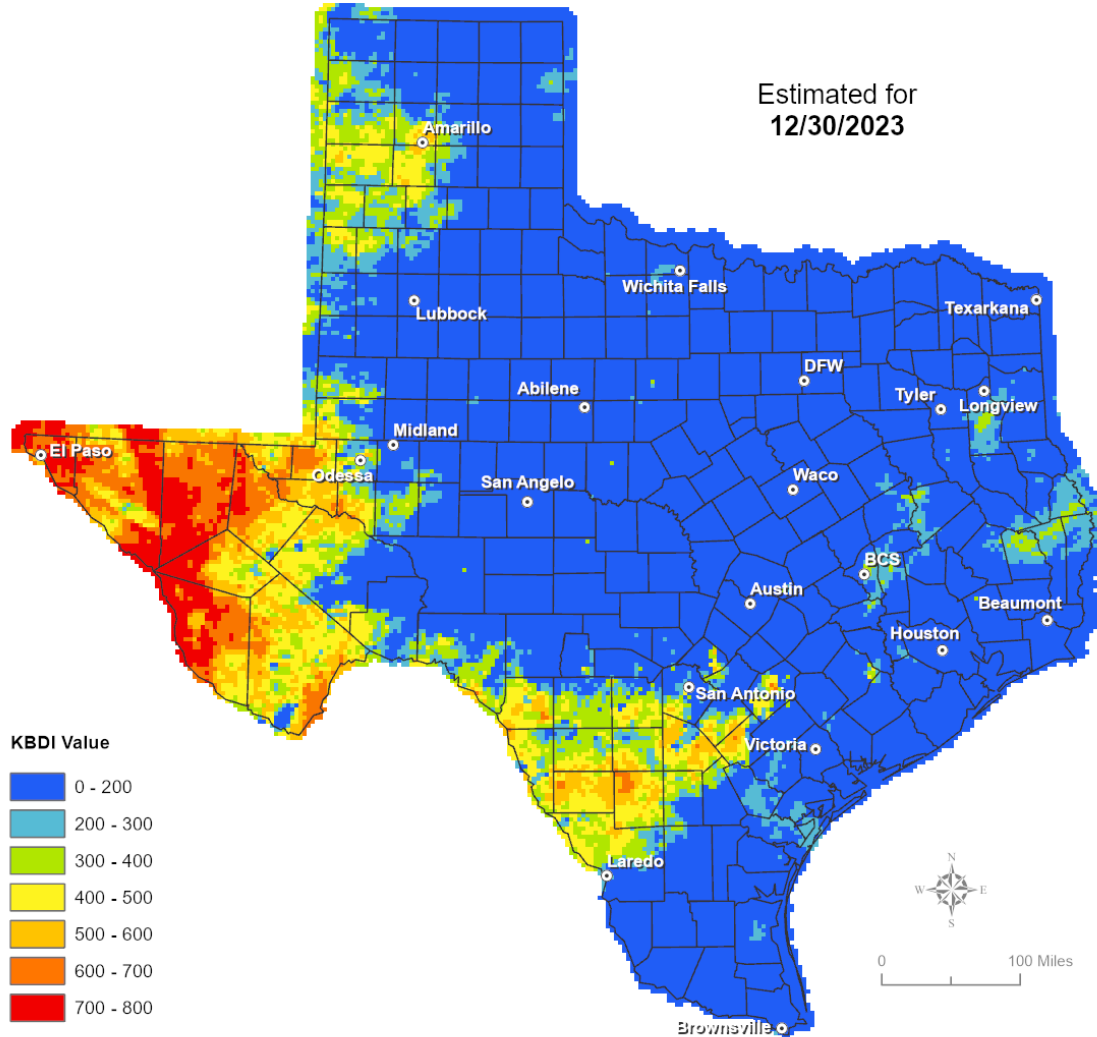 Estimated for
12/30/2023
Amarillo
Wichita Falls
Lubbock
Texarkana
DFW
Abilene
Tyler
Longview
Midland
El Paso
Odessa
San Angelo
Waco
BCS
Austin
Beaumont
Houston
San Antonio
Victoria
KBDI Value
0 - 200
200 - 300
300 - 400
400 - 500
500 - 600
600 - 700
700 - 800
Laredo
N
W E
S
0 100 Miles
Brownsville